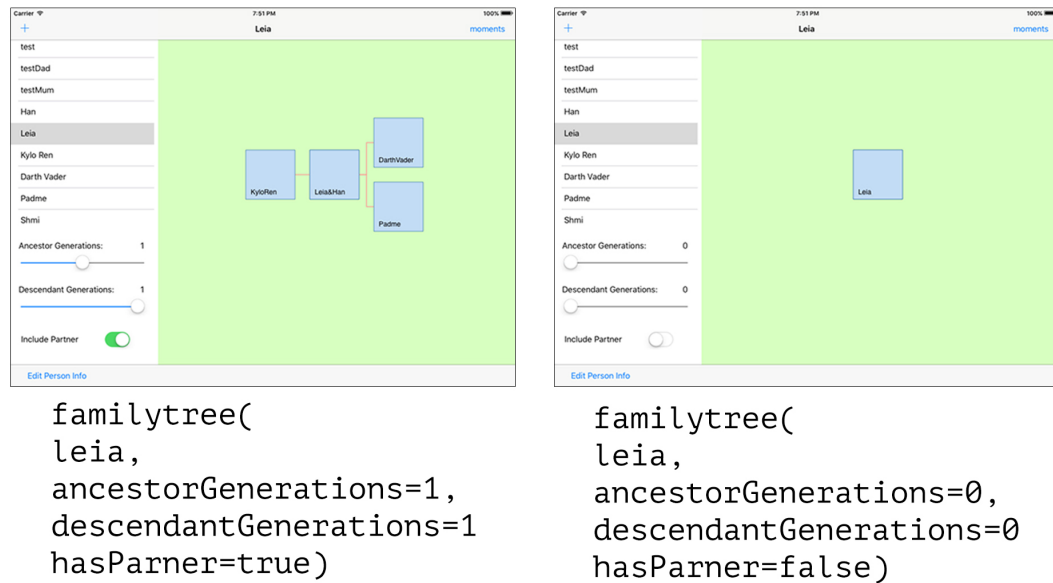 Carrier 7:51 PM 100%
+ Leia moments
test
testDad
testMum
Han
Leia
Kylo Ren
Darth Vader
Padme
Shmi
Ancestor Generations: 1
Descendant Generations: 1
Include Partner
Edit Person Info
KyloRen
Leia&Han
DarthVader
Padme
familytree(
leia,
ancestorGenerations=1,
descendantGenerations=1
hasParner=true)
Carrier 7:51 PM 100%
+ Leia moments
test
testDad
testMum
Han
Leia
Kylo Ren
Darth Vader
Padme
Shmi
Ancestor Generations: 0
Descendant Generations: 0
Include Partner
Edit Person Info
Leia
familytree(
leia,
ancestorGenerations=0,
descendantGenerations=0
hasParner=false)